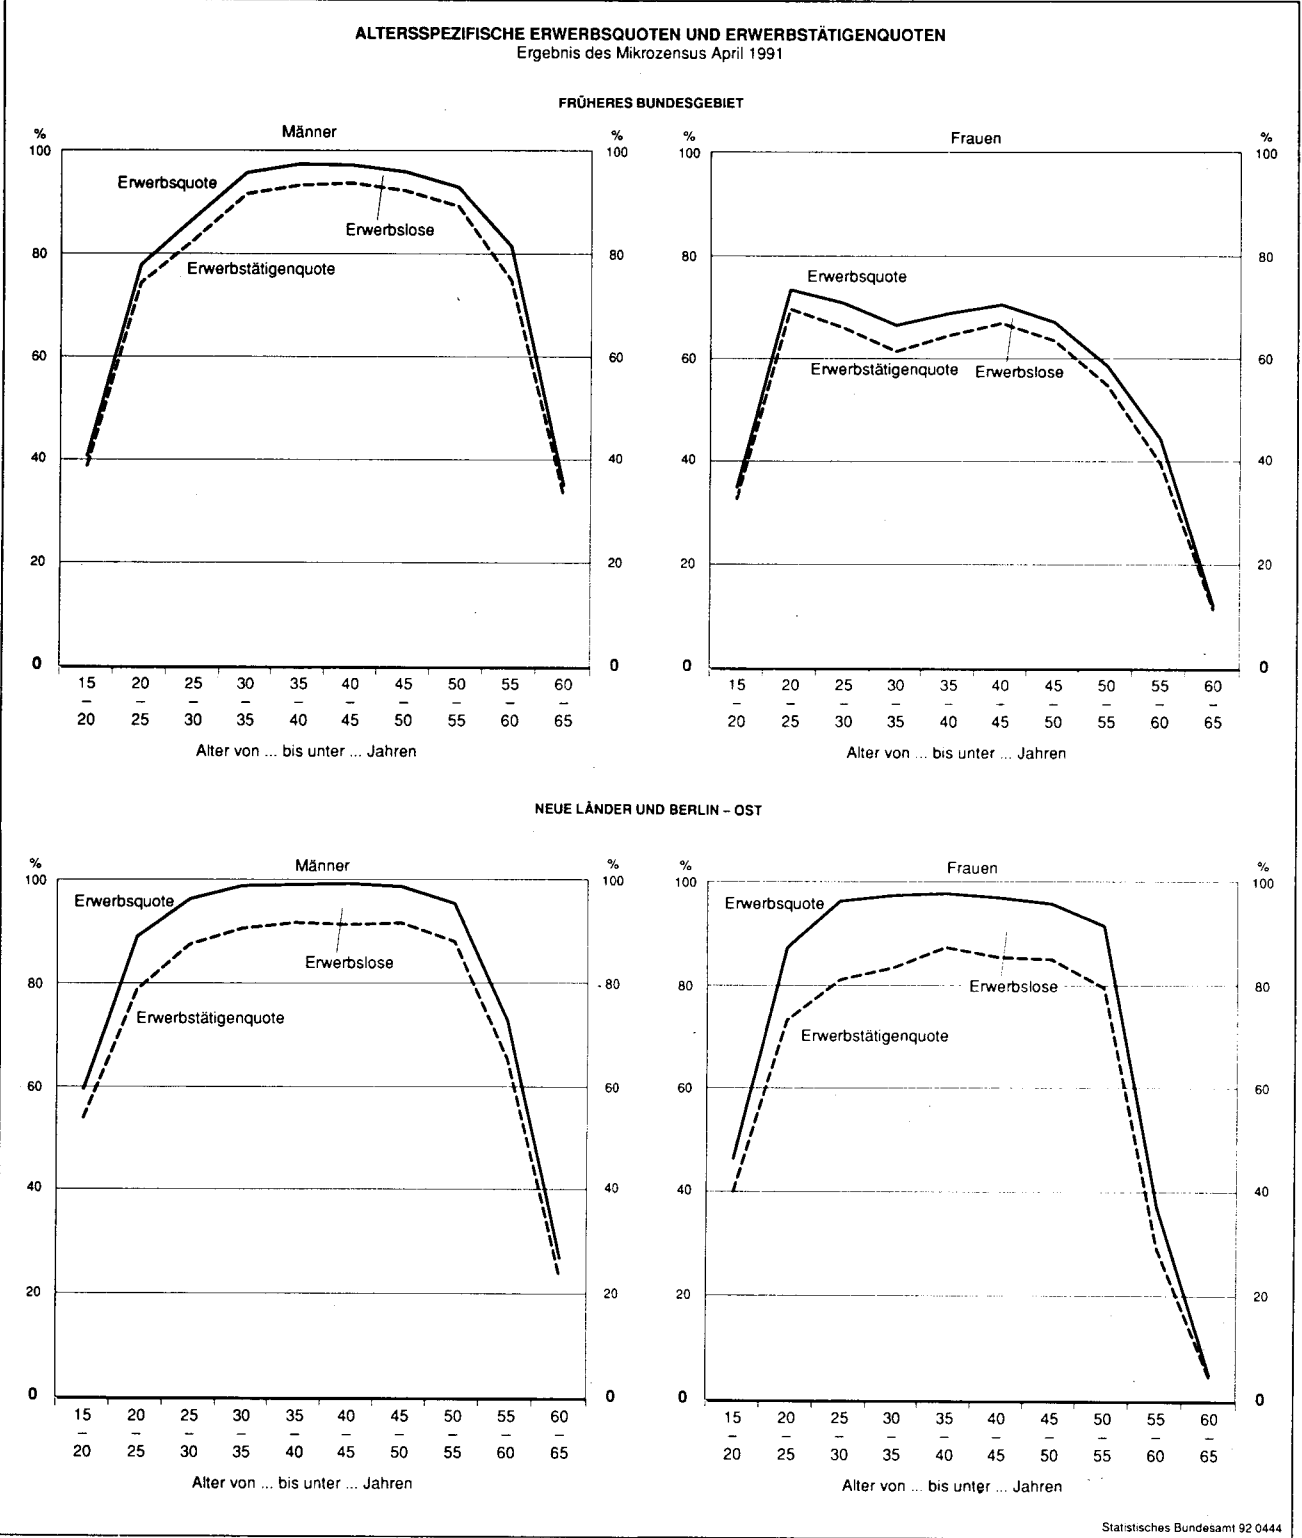 ALTERSSPEZIFISCHE ERWERBSQUOTEN UND ERWERBSTÄTIGENQUOTEN
Ergebnis des Mikrozensus April 1991
FRÜHERES BUNDESGEBIET
% Männer %
100 100
Erwerbsquote
Erwerbslose
80 80
Erwerbstätigenquote
60 60
40 40
20 20
0 0
15 20 25 30 35 40 45 50 55 60
– – – – – – – – – –
20 25 30 35 40 45 50 55 60 65
Alter von ... bis unter ... Jahren
% Frauen %
100 100
80 80
Erwerbsquote
60 60
Erwerbstätigenquote Erwerbslose
40 40
20 20
0 0
15 20 25 30 35 40 45 50 55 60
– – – – – – – – – –
20 25 30 35 40 45 50 55 60 65
Alter von ... bis unter ... Jahren
NEUE LÄNDER UND BERLIN – OST
% Männer %
100 100
Erwerbsquote
Erwerbslose
80 80
Erwerbstätigenquote
60 60
40 40
20 20
0 0
15 20 25 30 35 40 45 50 55 60
– – – – – – – – – –
20 25 30 35 40 45 50 55 60 65
Alter von ... bis unter ... Jahren
% Frauen %
100 100
Erwerbsquote
80 Erwerbslose 80
Erwerbstätigenquote
60 60
40 40
20 20
0 0
15 20 25 30 35 40 45 50 55 60
– – – – – – – – – –
20 25 30 35 40 45 50 55 60 65
Alter von ... bis unter ... Jahren
Statistisches Bundesamt 92 0444